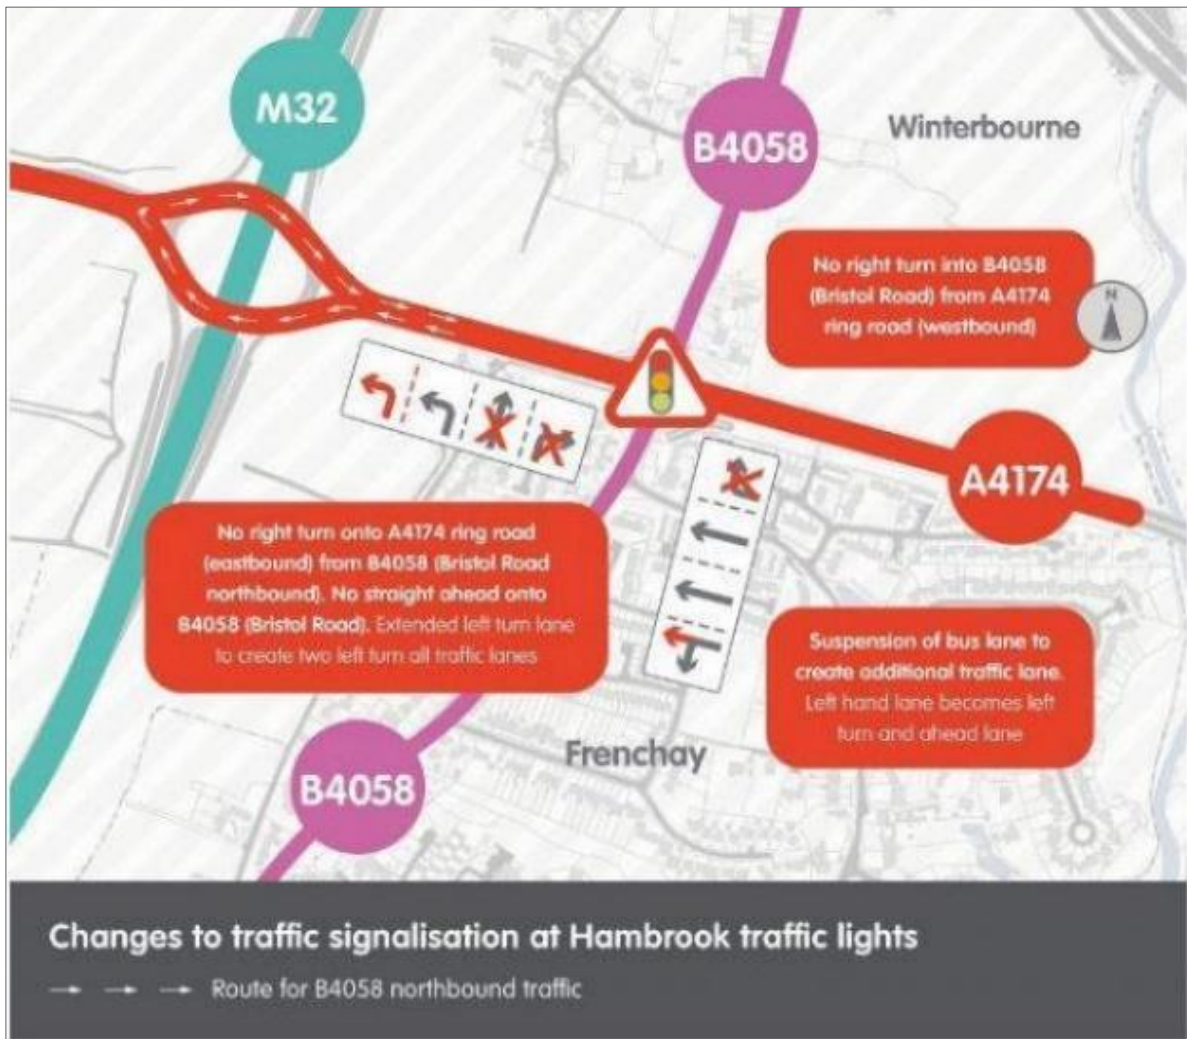 M32
B4058
Winterbourne
No right turn into B4058
(Bristol Road) from A4174
ring road (westbound)
N
A4174
No right turn onto A4174 ring road
(eastbound) from B4058 (Bristol Road
northbound). No straight ahead onto
B4058 (Bristol Road). Extended left turn lane
to create two left turn all traffic lanes
Suspension of bus lane to
create additional traffic lane.
Left hand lane becomes left
turn and ahead lane
Frenchay
B4058
Changes to traffic signalisation at Hambrook traffic lights
Route for B4058 northbound traffic